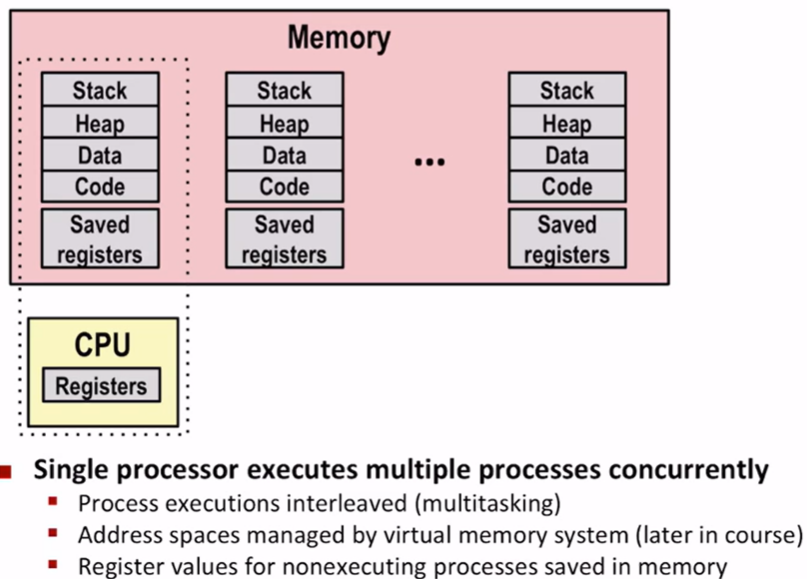 Memory
Stack
Heap
Data
Code
Saved
registers
Stack
Heap
Data
Code
Saved
registers
...
Stack
Heap
Data
Code
Saved
registers
CPU
Registers
Single processor executes multiple processes concurrently
Process executions interleaved (multitasking)
Address spaces managed by virtual memory system (later in course)
Register values for nonexecuting processes saved in memory